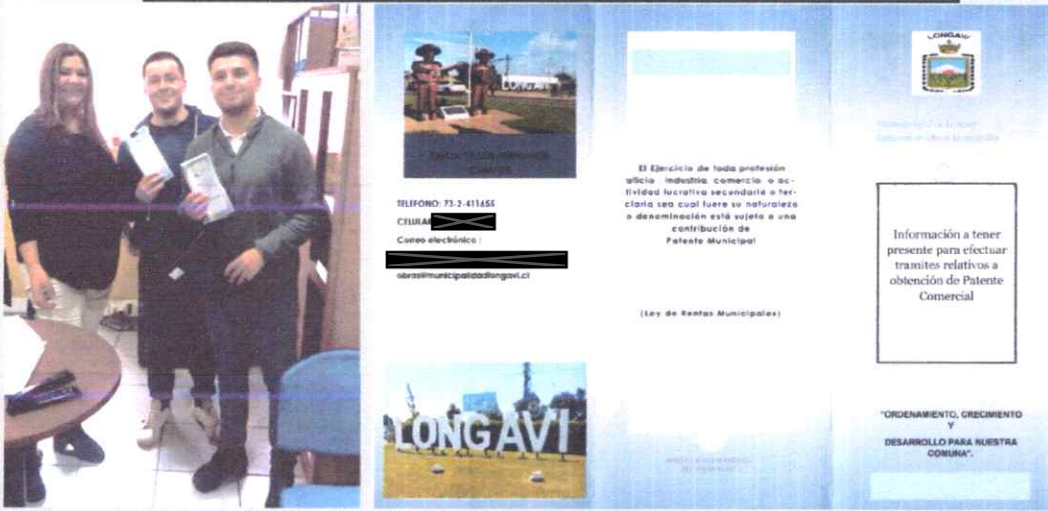 LONGAVI
TELEFONO: 73-2-411655
CELULAR
Correo electrónico :
obras@municipalidadlongavi.cl
LONGAVI
El Ejercicio de toda profesión
oficio industria, comercio o ac-
tividad lucrativa secundaria o ter-
ciaria sea cual fuere su naturaleza
o denominación está sujeto a una
contribución de
Patente Municipal
(Ley de Rentas Municipales)
LONGAVI
Información a tener
presente para efectuar
tramites relativos a
obtención de Patente
Comercial
"ORDENAMIENTO, CRECIMIENTO
Y
DESARROLLO PARA NUESTRA
COMUNA".